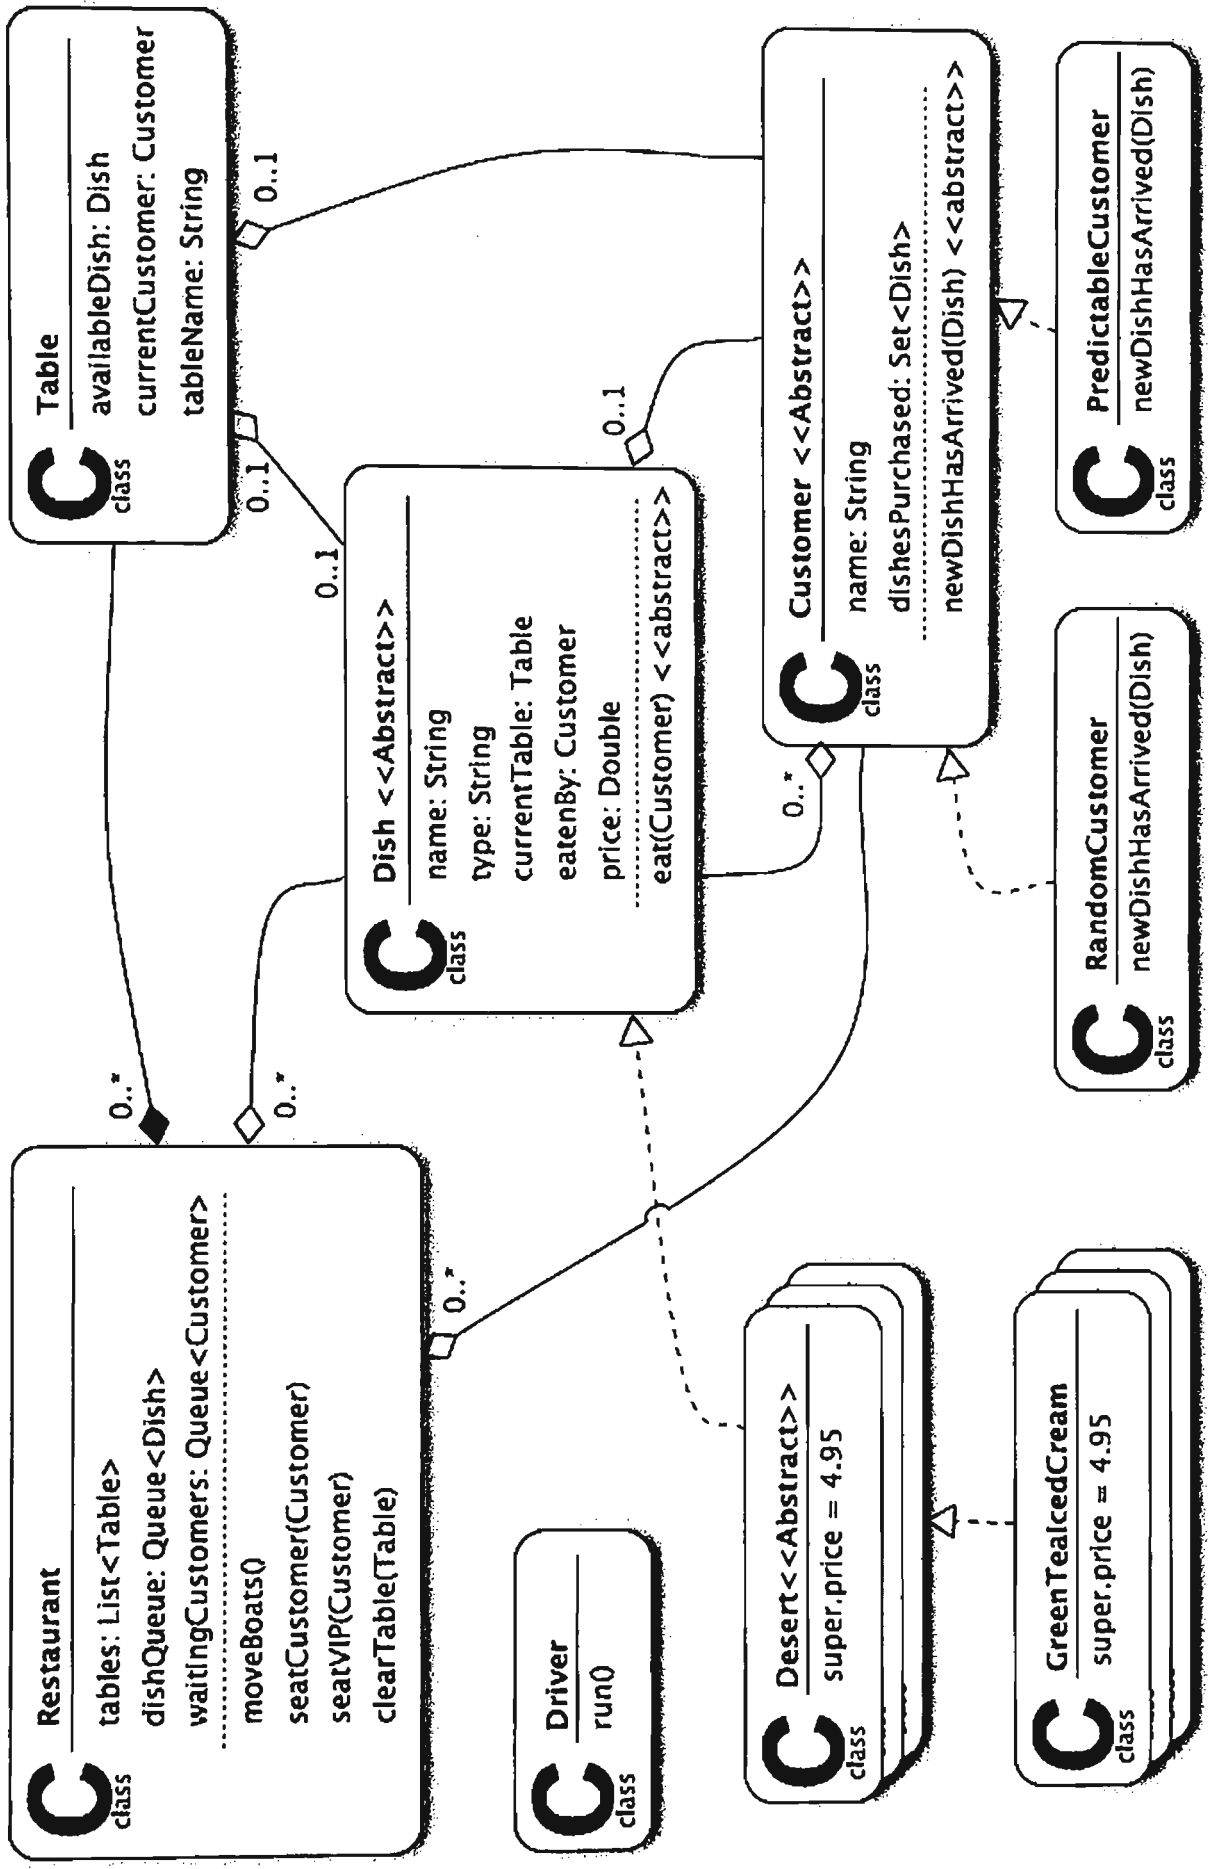 Restaurant
tables: List<Table>
dishQueue: Queue<Dish>
waitingCustomers: Queue<Customer>
moveBoats()
seatCustomer(Customer)
seatVIP(Customer)
clearTable(Table)
C
class
0..*
0..*
0..*
Table
availableDish: Dish
currentCustomer: Customer
tableName: String
C
class
0..1
0..1
0..1
Driver
run()
C
class
Dish <<Abstract>>
name: String
type: String
currentTable: Table
eatenBy: Customer
price: Double
eat(Customer) <<abstract>>
C
class
0..1
0..*
Desert<<Abstract>>
super.price = 4.95
C
class
Customer <<Abstract>>
name: String
dishesPurchased: Set<Dish>
newDishHasArrived(Dish) <<abstract>>
C
class
GreenTeaIcedCream
super.price = 4.95
C
class
RandomCustomer
newDishHasArrived(Dish)
C
class
PredictableCustomer
newDishHasArrived(Dish)
C
class